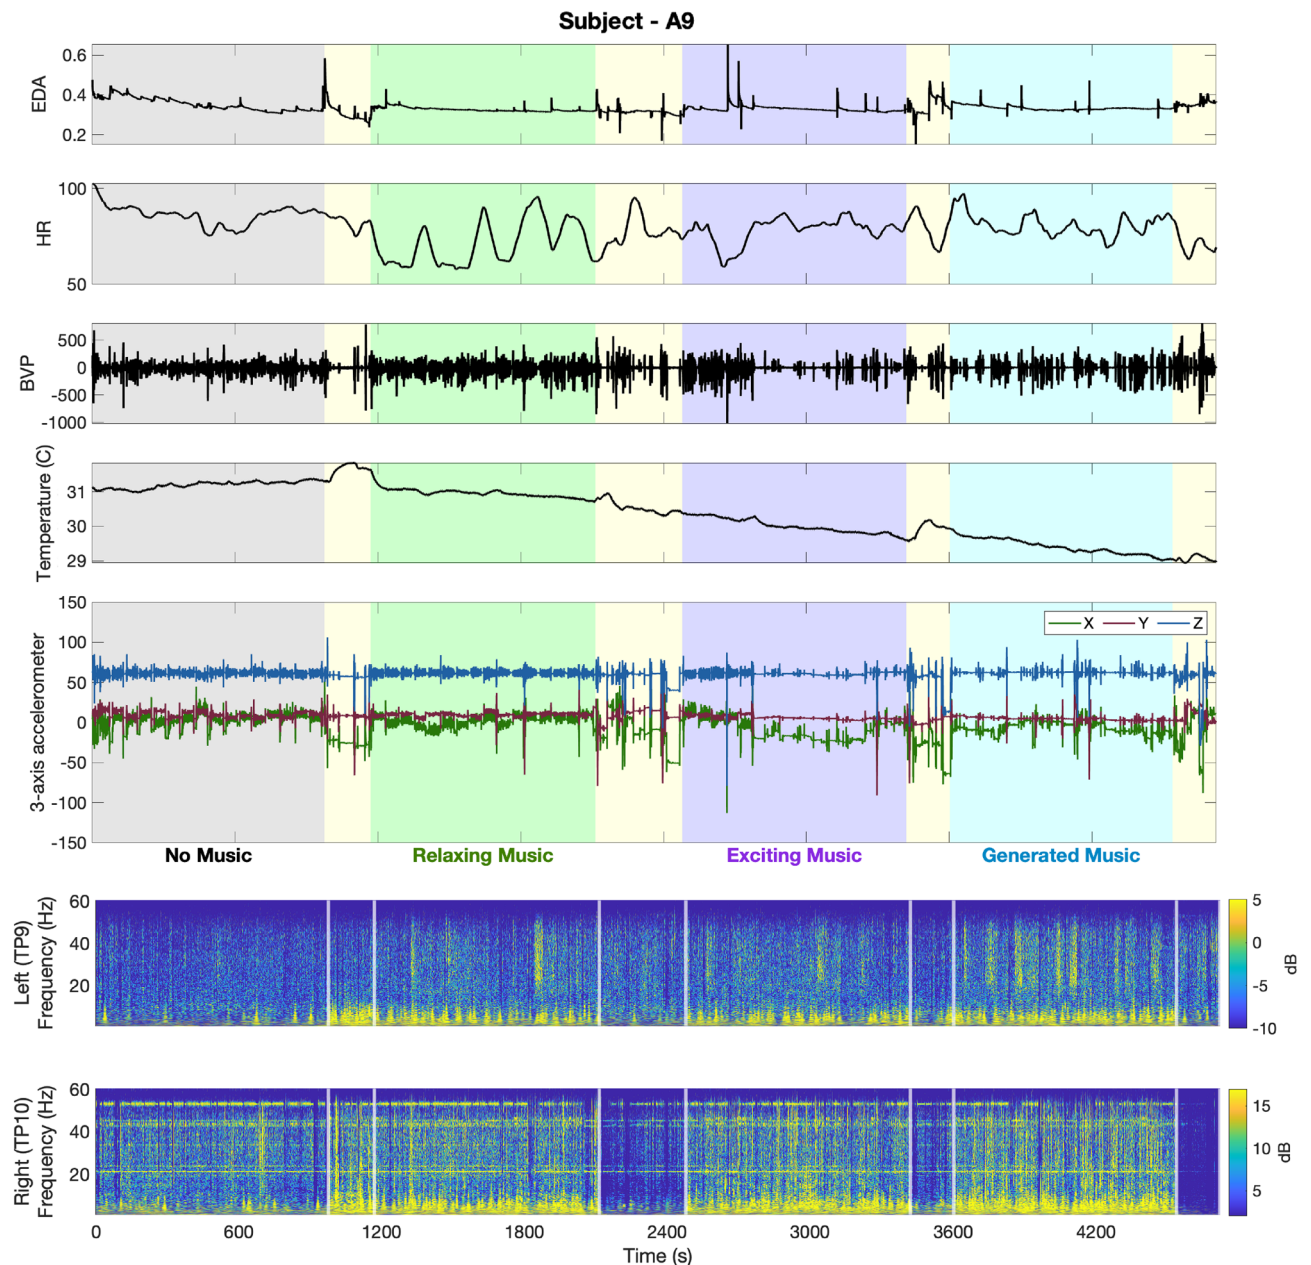 Subject - A9
EDA
0.6
0.4
0.2
HR
100
50
BVP
500
0
-500
-1000
Temperature (C)
31
30
29
3-axis accelerometer
150
100
50
0
-50
-100
-150
X Y Z
No Music Relaxing Music Exciting Music Generated Music
Left (TP9)
Frequency (Hz)
60
40
20
5
0
-5
-10
dB
Right (TP10)
Frequency (Hz)
60
40
20
15
10
5
dB
0 600 1200 1800 2400 3000 3600 4200
Time (s)